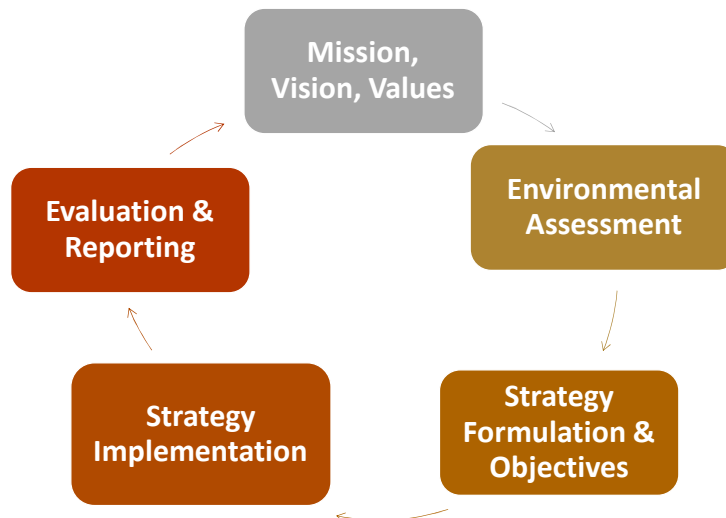 Mission,
Vision, Values
Environmental
Assessment
Strategy
Formulation &
Objectives
Strategy
Implementation
Evaluation &
Reporting